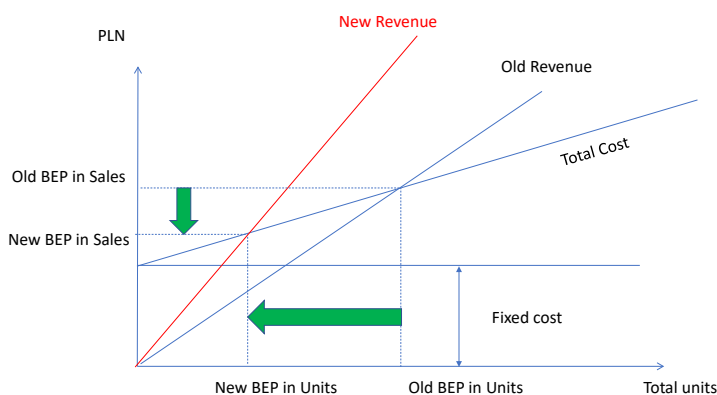 New Revenue
PLN
Old Revenue
Total Cost
Old BEP in Sales
New BEP in Sales
Fixed cost
New BEP in Units
Old BEP in Units
Total units